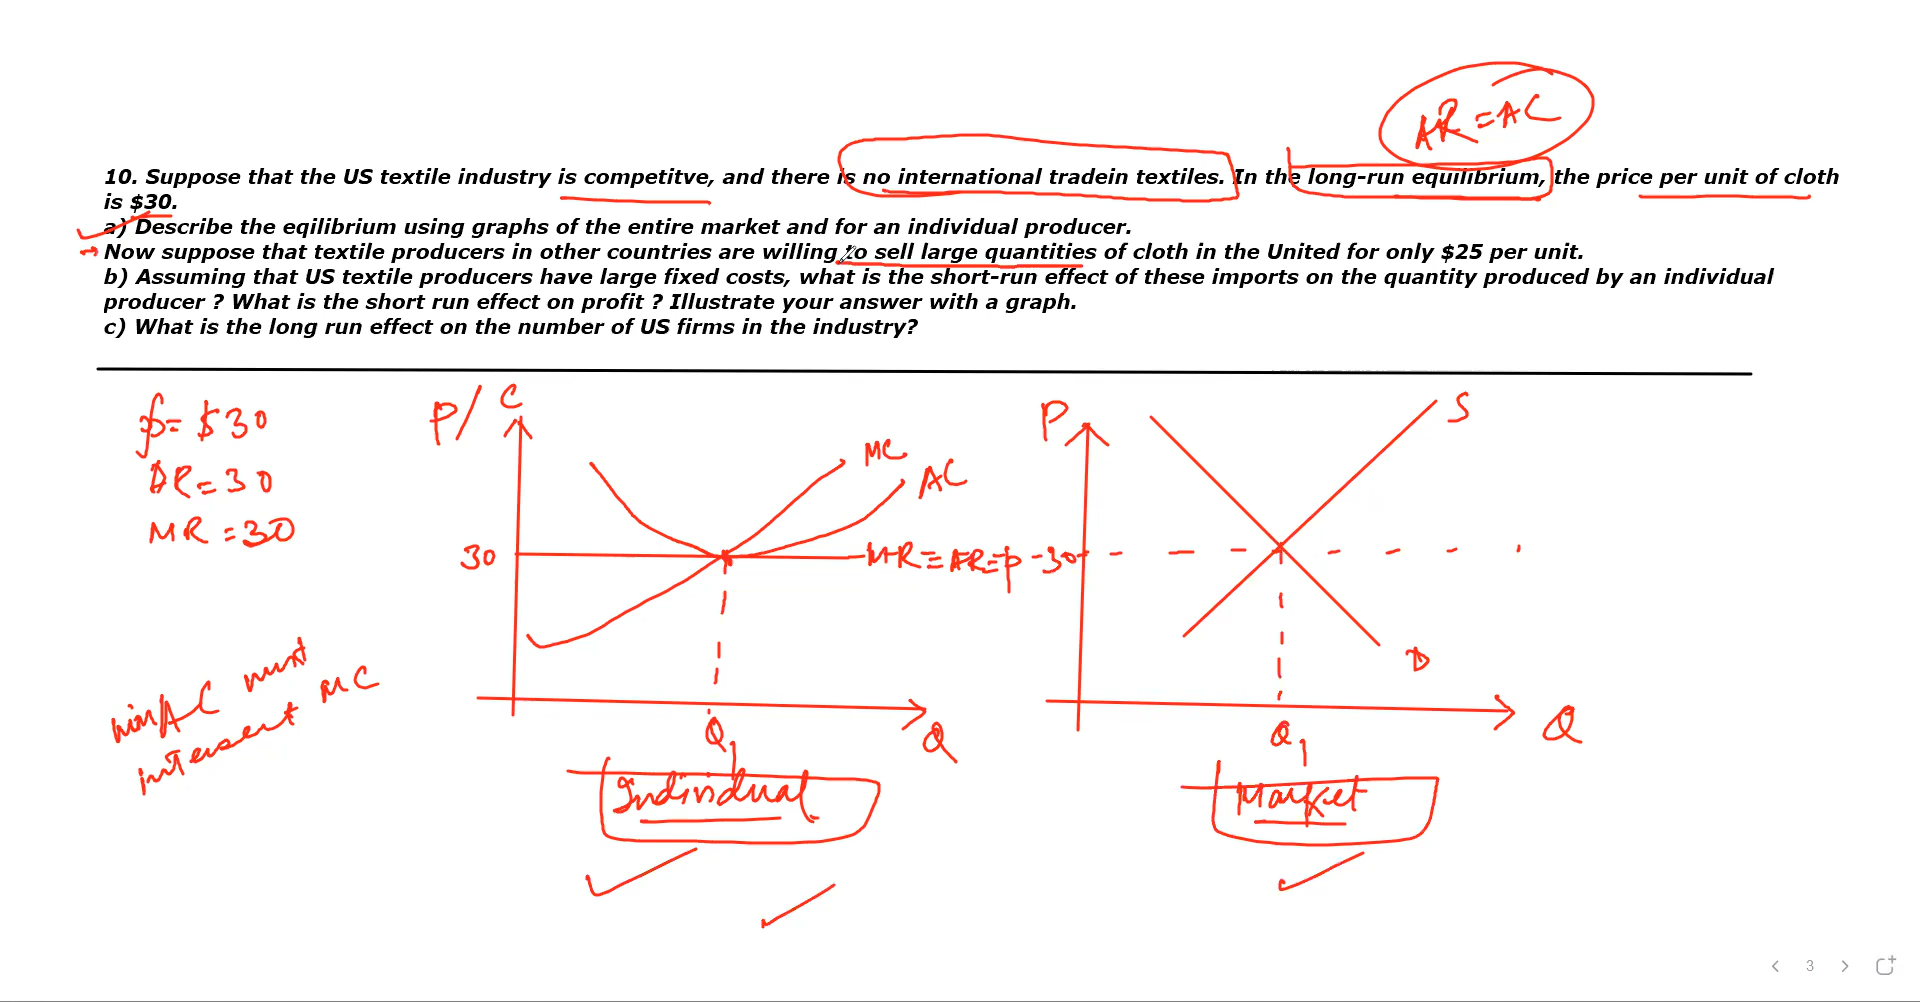 AR = AC
10. Suppose that the US textile industry is competitve, and there is no international tradein textiles. In the long-run equilibrium, the price per unit of cloth
is $30.
a) Describe the eqilibrium using graphs of the entire market and for an individual producer.
Now suppose that textile producers in other countries are willing to sell large quantities of cloth in the United for only $25 per unit.
b) Assuming that US textile producers have large fixed costs, what is the short-run effect of these imports on the quantity produced by an individual
producer ? What is the short run effect on profit ? Illustrate your answer with a graph.
c) What is the long run effect on the number of US firms in the industry?
p = $30
AR = 30
MR = 30
min AC must
intersect MC
P/C
MC
AC
30
MR = AR = P
Q1
Q
Individual
P
S
30
D
Q1
Q
Market
3